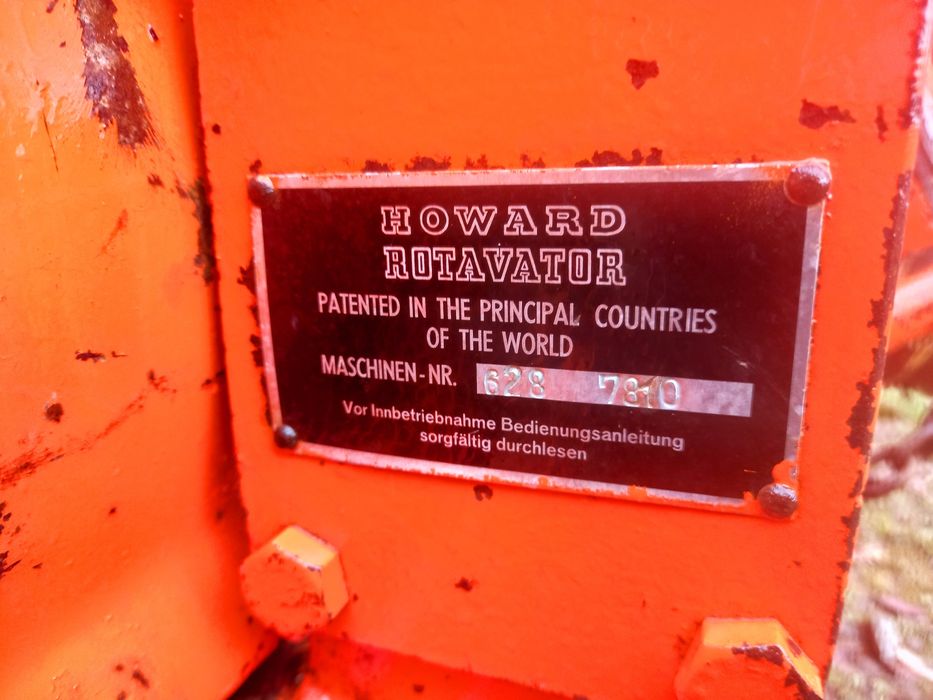 HOWARD
ROTAVATOR
PATENTED IN THE PRINCIPAL COUNTRIES
OF THE WORLD
MASCHINEN-NR. 628 7810
Vor Innbetriebnahme Bedienungsanleitung
sorgfältig durchlesen